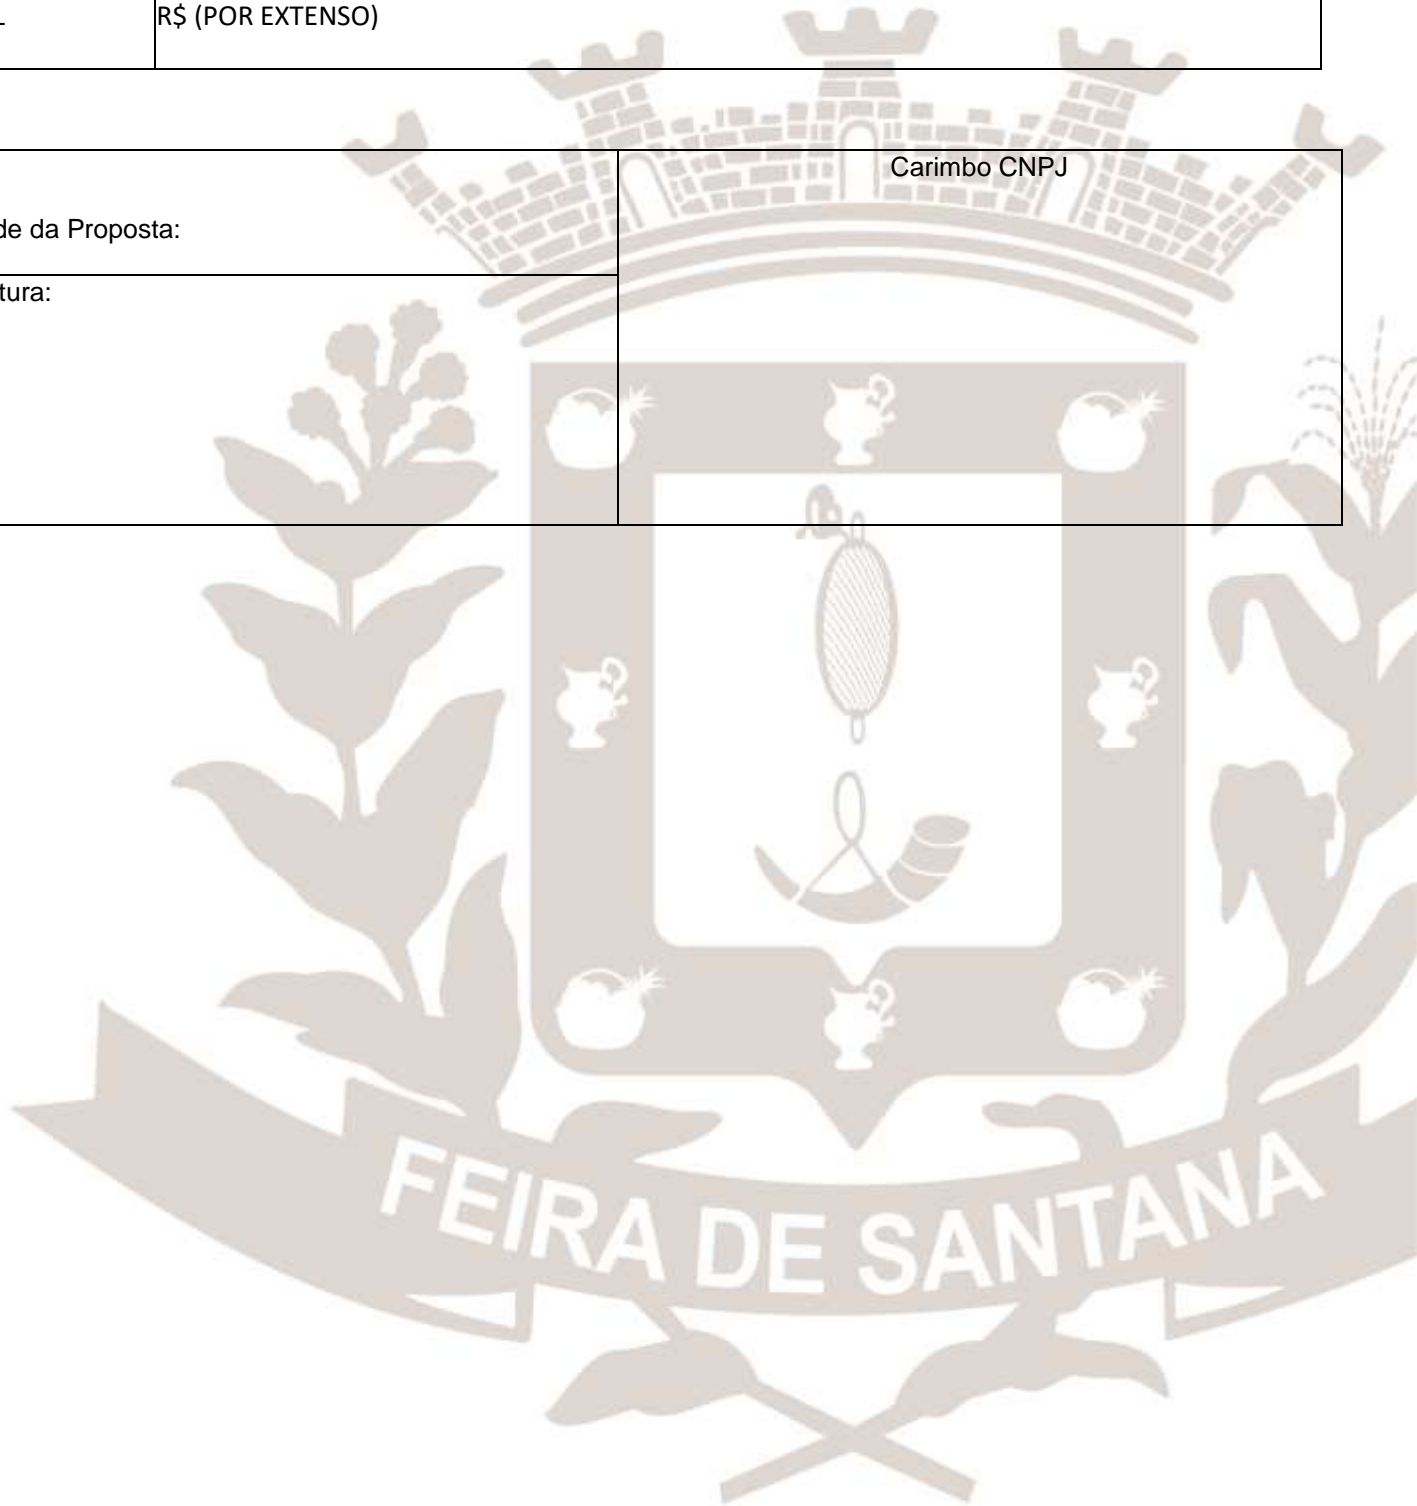 L R$ (POR EXTENSO)
Carimbo CNPJ
de da Proposta:
tura:
FEIRA DE SANTANA